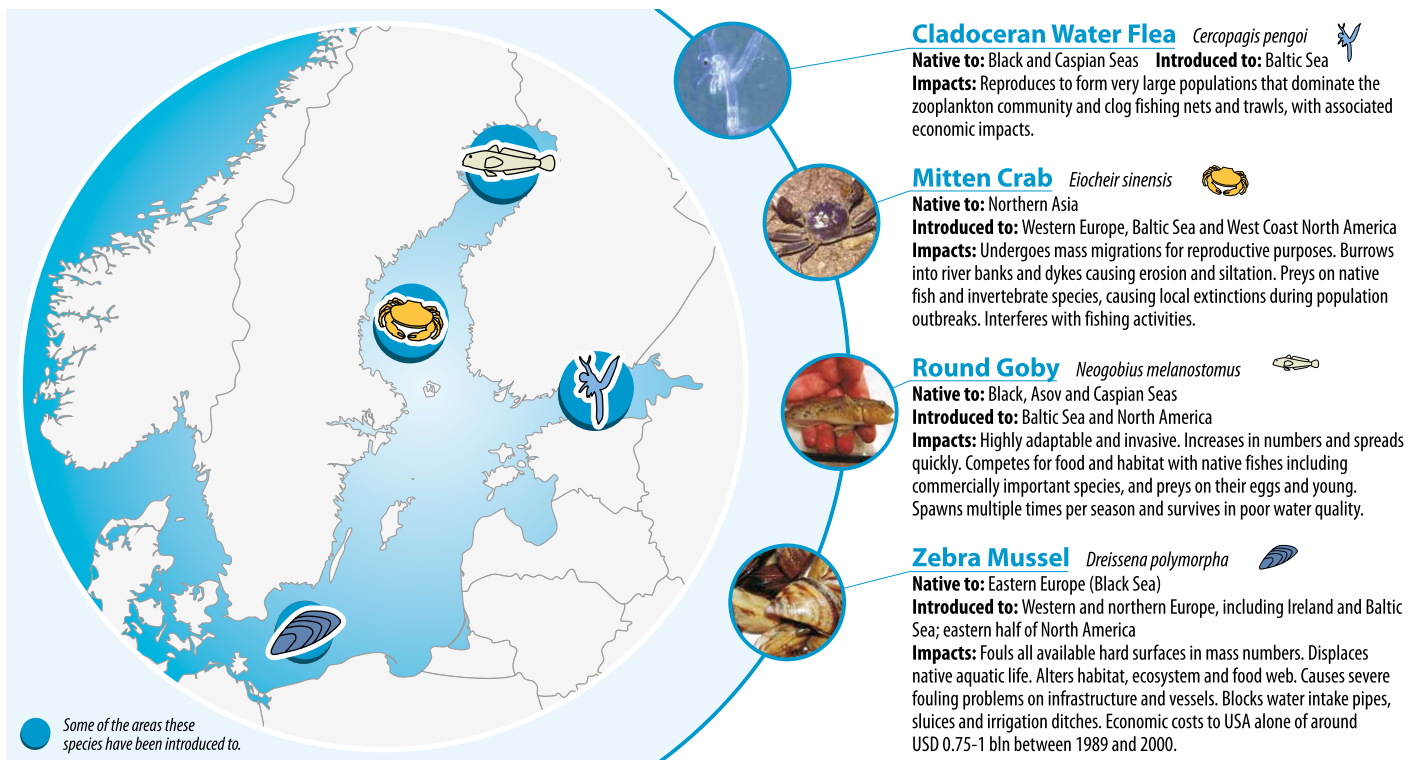 Cladoceran Water Flea Cercopagis pengoi
Native to: Black and Caspian Seas Introduced to: Baltic Sea
Impacts: Reproduces to form very large populations that dominate the
zooplankton community and clog fishing nets and trawls, with associated
economic impacts.
Mitten Crab Eiocheir sinensis
Native to: Northern Asia
Introduced to: Western Europe, Baltic Sea and West Coast North America
Impacts: Undergoes mass migrations for reproductive purposes. Burrows
into river banks and dykes causing erosion and siltation. Preys on native
fish and invertebrate species, causing local extinctions during population
outbreaks. Interferes with fishing activities.
Round Goby Neogobius melanostomus
Native to: Black, Asov and Caspian Seas
Introduced to: Baltic Sea and North America
Impacts: Highly adaptable and invasive. Increases in numbers and spreads
quickly. Competes for food and habitat with native fishes including
commercially important species, and preys on their eggs and young.
Spawns multiple times per season and survives in poor water quality.
Zebra Mussel Dreissena polymorpha
Native to: Eastern Europe (Black Sea)
Introduced to: Western and northern Europe, including Ireland and Baltic
Sea; eastern half of North America
Impacts: Fouls all available hard surfaces in mass numbers. Displaces
native aquatic life. Alters habitat, ecosystem and food web. Causes severe
fouling problems on infrastructure and vessels. Blocks water intake pipes,
sluices and irrigation ditches. Economic costs to USA alone of around
USD 0.75-1 bln between 1989 and 2000.
Some of the areas these
species have been introduced to.